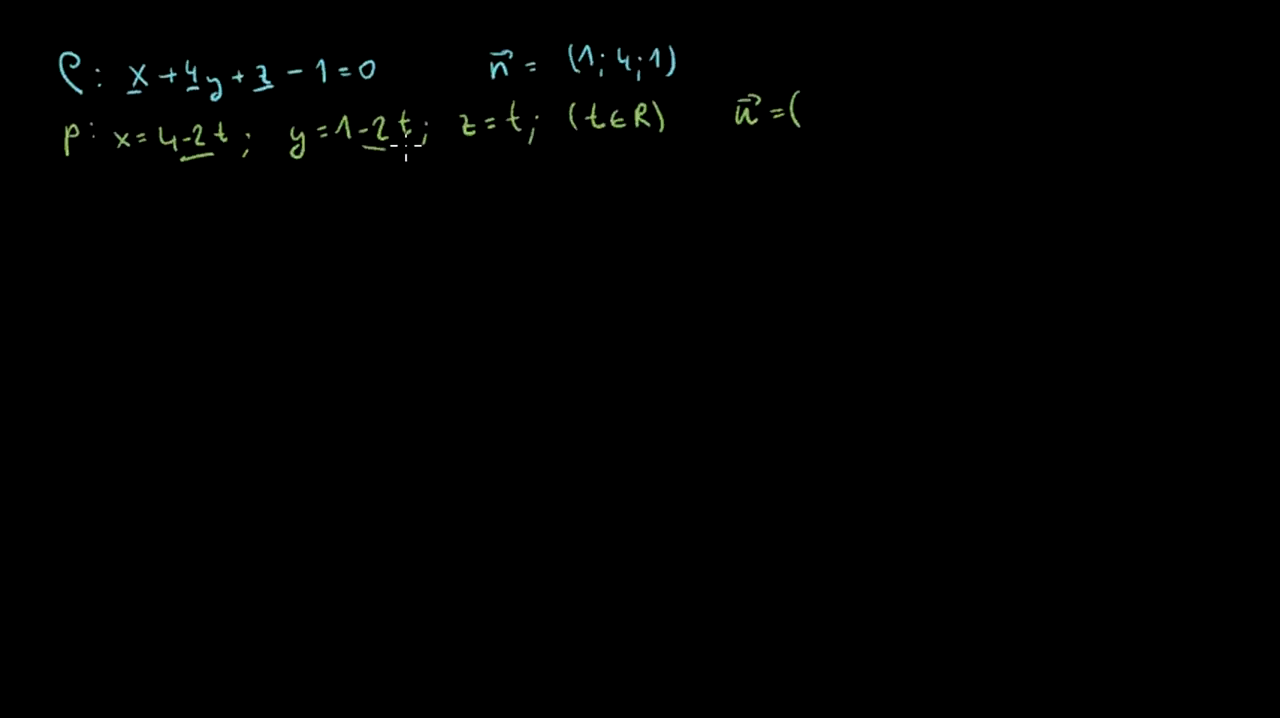 ρ: x + 4y + z - 1 = 0 n⃗ = (1; 4; 1)
p: x = 4 - 2t; y = 1 - 2t; z = t; (t ∈ R) u⃗ = (